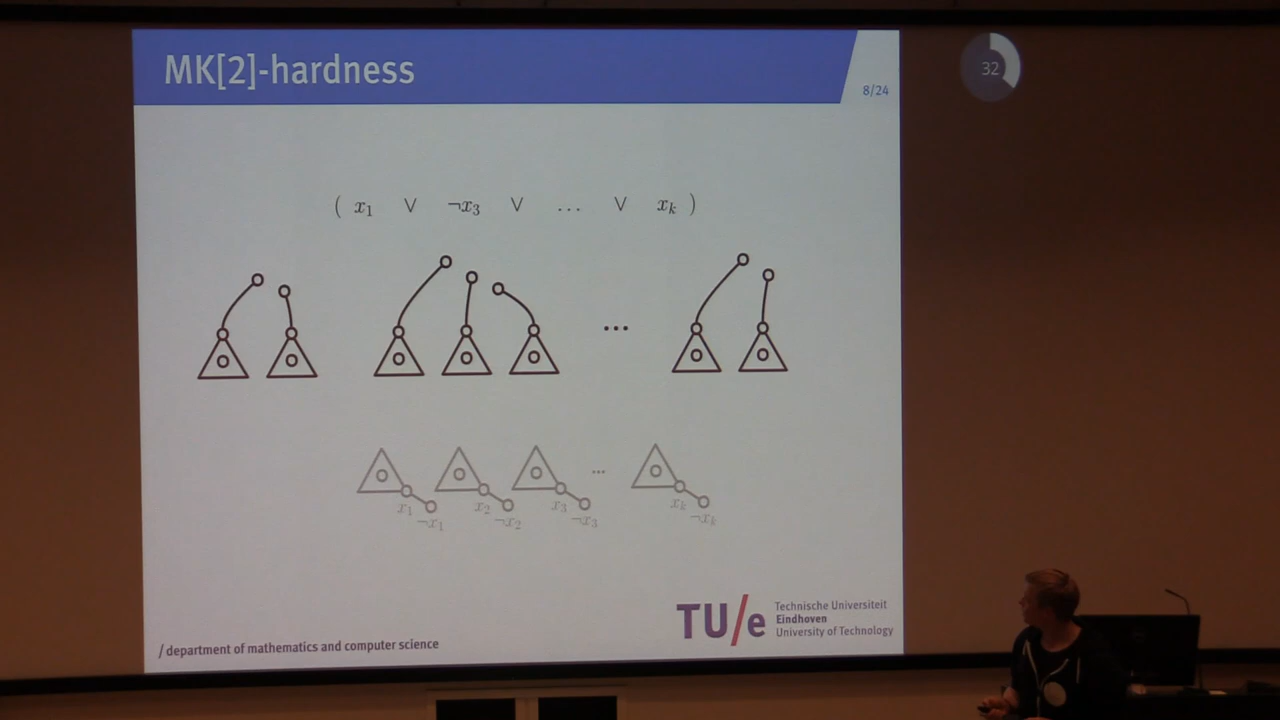 MK[2]-hardness
8/24
32
( x₁ ∨ ¬x₃ ∨ … ∨ xₖ )
...
...
x₁ x₂ x₃ xₖ
¬x₁ ¬x₂ ¬x₃ ¬xₖ
TU/e
Technische Universiteit
Eindhoven
University of Technology
/ department of mathematics and computer science